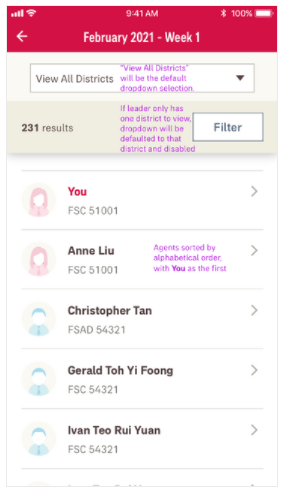 9:41 AM
100%
February 2021 - Week 1
View All Districts
"View All Districts"
will be the default
dropdown selection.
If leader only has
one district to view,
dropdown will be
defaulted to that
district and disabled
231 results
Filter
You
FSC 51001
Anne Liu
FSC 51001
Agents sorted by
alphabetical order,
with You as the first
Christopher Tan
FSAD 54321
Gerald Toh Yi Foong
FSC 54321
Ivan Teo Rui Yuan
FSC 54321